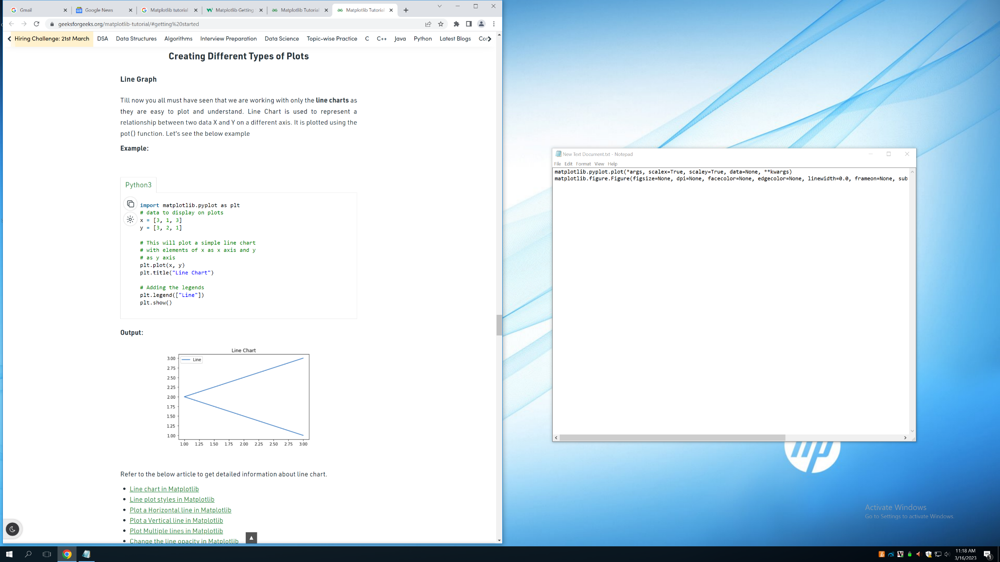 Gmail
Google News
Matplotlib tutorial
Matplotlib Getting
Matplotlib Tutorial
Matplotlib Tutorial
geeksforgeeks.org/matplotlib-tutorial/#getting%20started
Hiring Challenge: 21st March DSA Data Structures Algorithms Interview Preparation Data Science Topic-wise Practice C C++ Java Python Latest Blogs
Creating Different Types of Plots
Line Graph
Till now you all must have seen that we are working with only the line charts as
they are easy to plot and understand. Line Chart is used to represent a
relationship between two data X and Y on a different axis. It is plotted using the
pot() function. Let's see the below example
Example:
Python3
import matplotlib.pyplot as plt
# data to display on plots
x = [3, 1, 3]
y = [3, 2, 1]
# This will plot a simple line chart
# with elements of x as x axis and y
# as y axis
plt.plot(x, y)
plt.title("Line Chart")
# Adding the legends
plt.legend(["Line"])
plt.show()
Output:
Line Chart
Line
3.00
2.75
2.50
2.25
2.00
1.75
1.50
1.25
1.00
1.00 1.25 1.50 1.75 2.00 2.25 2.50 2.75 3.00
Refer to the below article to get detailed information about line chart.
• Line chart in Matplotlib
• Line plot styles in Matplotlib
• Plot a Horizontal line in Matplotlib
• Plot a Vertical line in Matplotlib
• Plot Multiple lines in Matplotlib
• Change the line opacity in Matplotlib
New Text Document.txt - Notepad
File Edit Format View Help
matplotlib.pyplot.plot(*args, scalex=True, scaley=True, data=None, **kwargs)
matplotlib.figure.Figure(figsize=None, dpi=None, facecolor=None, edgecolor=None, linewidth=0.0, frameon=None, sub
hp
Activate Windows
Go to Settings to activate Windows.
11:18 AM
3/16/2023
1